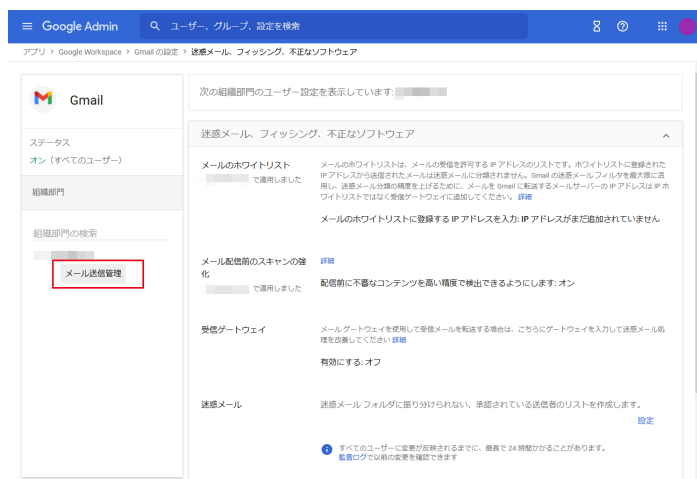 Google Admin
ユーザー、グループ、設定を検索
アプリ > Google Workspace > Gmail の設定 > 迷惑メール、フィッシング、不正なソフトウェア
Gmail
ステータス
オン（すべてのユーザー）
組織部門
組織部門の検索
メール送信管理
次の組織部門のユーザー設定を表示しています:
迷惑メール、フィッシング、不正なソフトウェア
メールのホワイトリスト
で適用しました
メールのホワイトリストは、メールの受信を許可する IP アドレスのリストです。ホワイトリストに登録された
IP アドレスから送信されたメールは迷惑メールに分類されません。Gmail の迷惑メール フィルタを最大限に活
用し、迷惑メール分類の精度を上げるために、メールを Gmail に転送するメールサーバーの IP アドレスは IP ホ
ワイトリストではなく受信ゲートウェイに追加してください。 詳細
メールのホワイトリストに登録する IP アドレスを入力: IP アドレスがまだ追加されていません
メール配信前のスキャンの強
化
で適用しました
詳細
配信前に不審なコンテンツを高い精度で検出できるようにします: オン
受信ゲートウェイ
メール ゲートウェイを使用して受信メールを転送する場合は、こちらにゲートウェイを入力して迷惑メール処
理を改善してください 詳細
有効にする: オフ
迷惑メール
迷惑メール フォルダに振り分けられない、承認されている送信者のリストを作成します。
設定
すべてのユーザーに変更が反映されるまでに、最長で 24 時間かかることがあります。
監査ログで以前の変更を確認できます